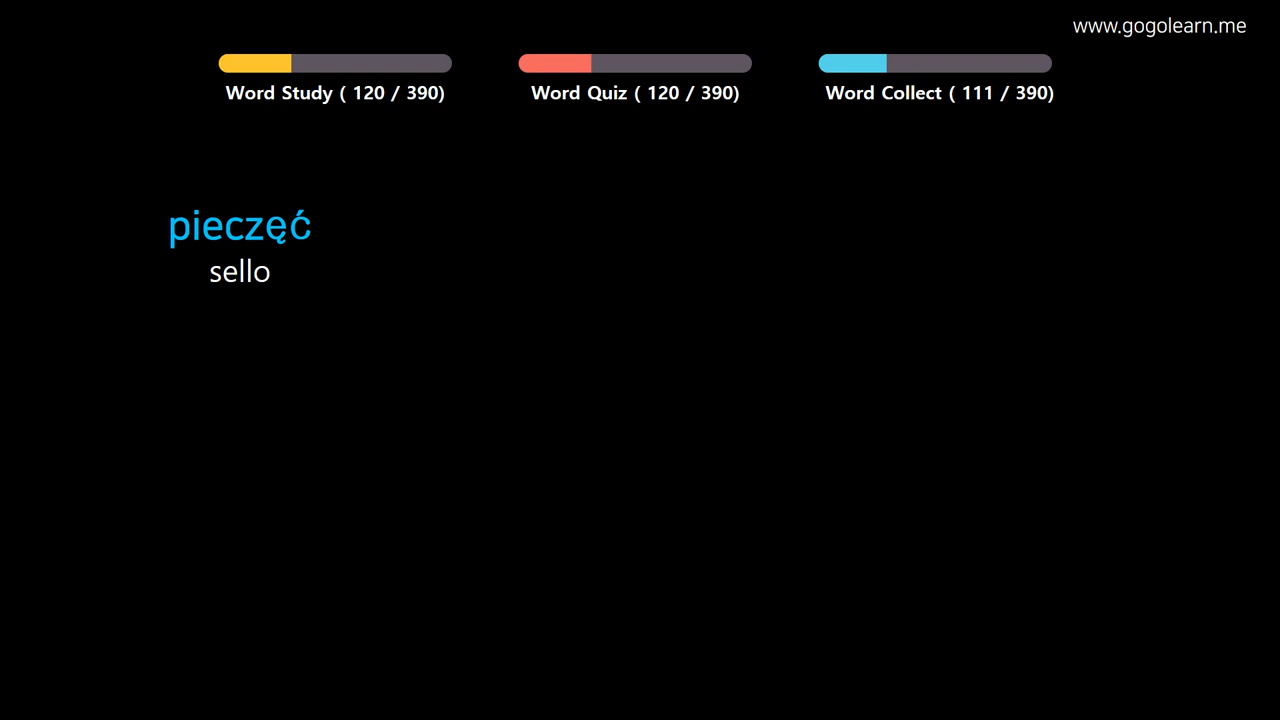 www.gogolearn.me
Word Study ( 120 / 390)
Word Quiz ( 120 / 390)
Word Collect ( 111 / 390)
pieczęć
sello